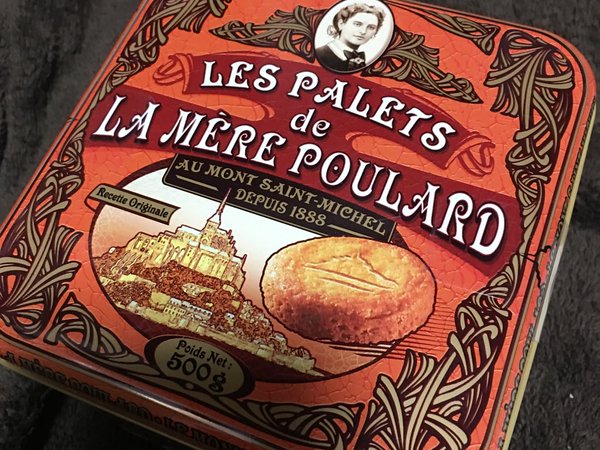 LES PALETS
de
LA MÈRE POULARD
AU MONT SAINT-MICHEL
DEPUIS 1888
Recette Originale
Poids Net :
500g